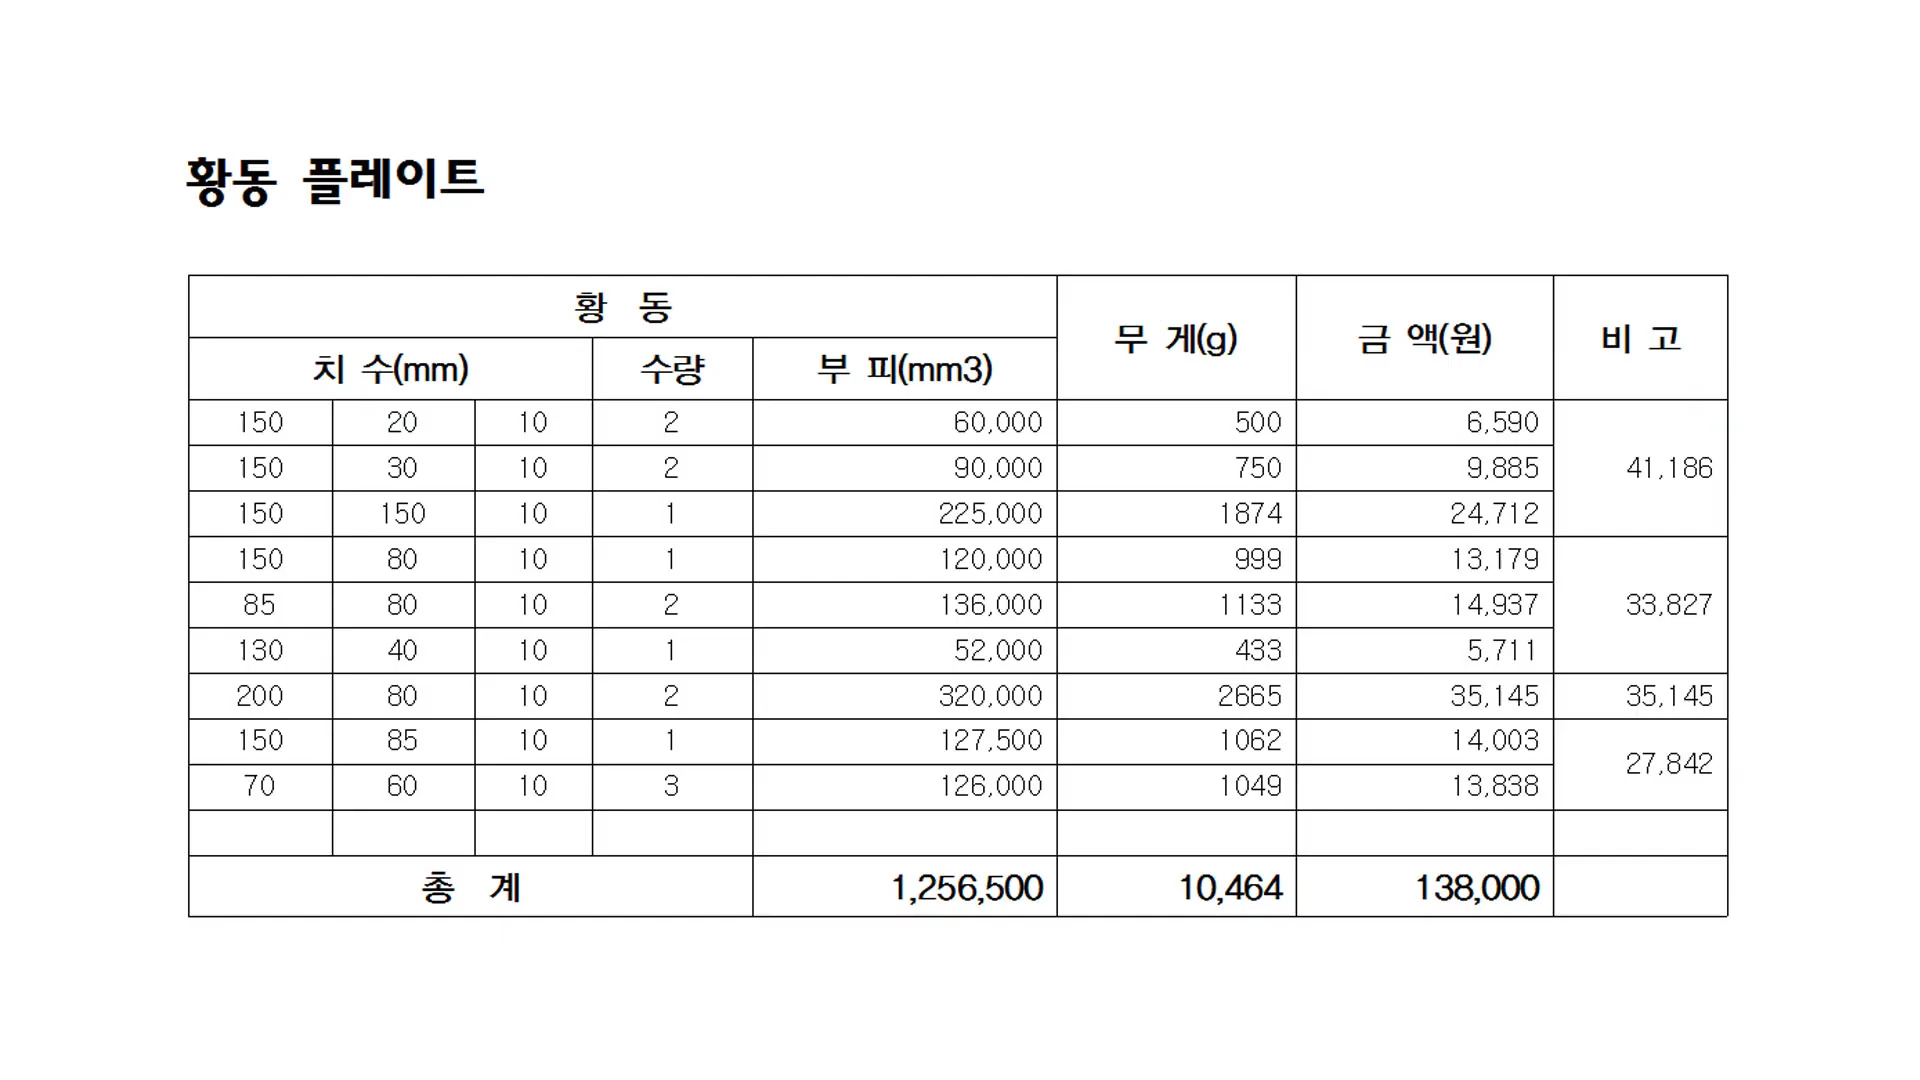 황동 플레이트
황 동 무 게(g) 금 액(원) 비 고
치 수(mm) 수량 부 피(mm3)
150 20 10 2 60,000 500 6,590
150 30 10 2 90,000 750 9,885 41,186
150 150 10 1 225,000 1874 24,712
150 80 10 1 120,000 999 13,179
85 80 10 2 136,000 1133 14,937 33,827
130 40 10 1 52,000 433 5,711
200 80 10 2 320,000 2665 35,145 35,145
150 85 10 1 127,500 1062 14,003 27,842
70 60 10 3 126,000 1049 13,838
총 계 1,256,500 10,464 138,000